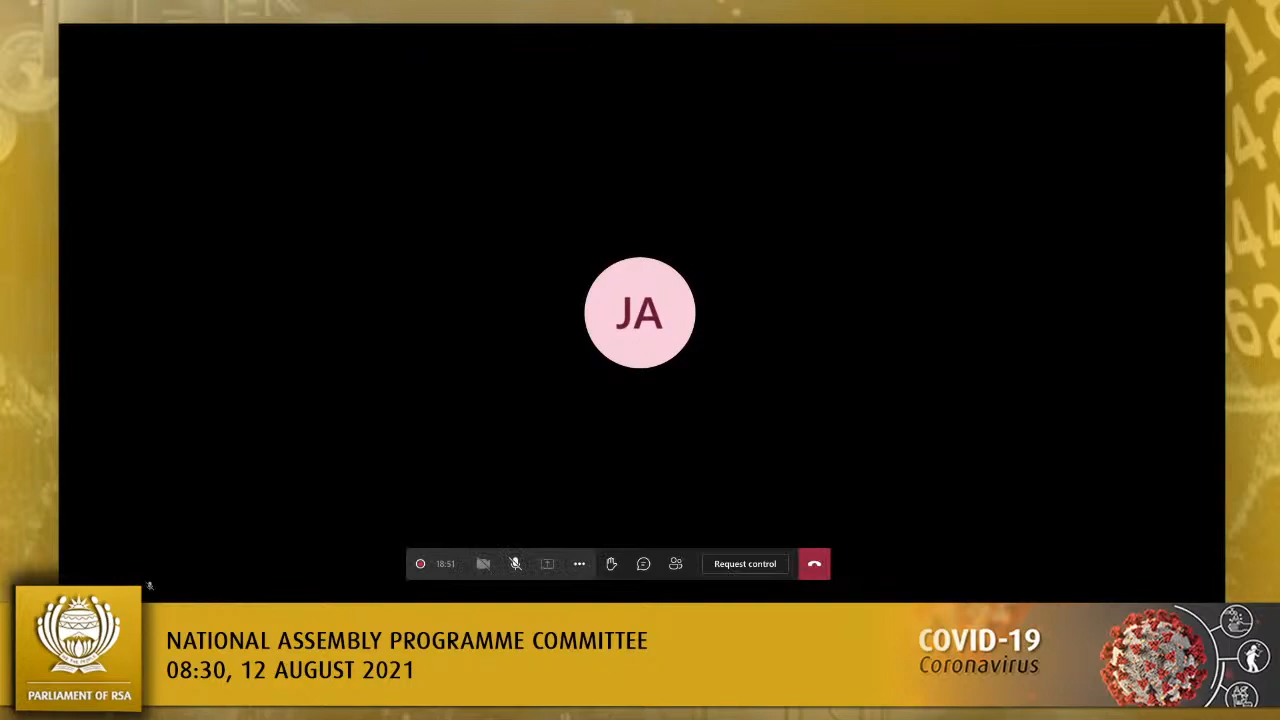 JA
18:51
Request control
NATIONAL ASSEMBLY PROGRAMME COMMITTEE
08:30, 12 AUGUST 2021
PARLIAMENT OF RSA
COVID-19
Coronavirus